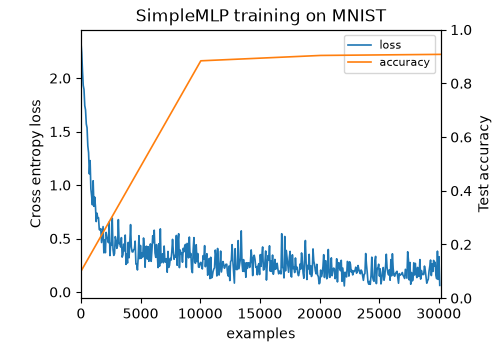 SimpleMLP training on MNIST
loss
accuracy
Cross entropy loss
2.0
1.5
1.0
0.5
0.0
1.0
0.8
0.6
0.4
0.2
0.0
Test accuracy
0 5000 10000 15000 20000 25000 30000
examples